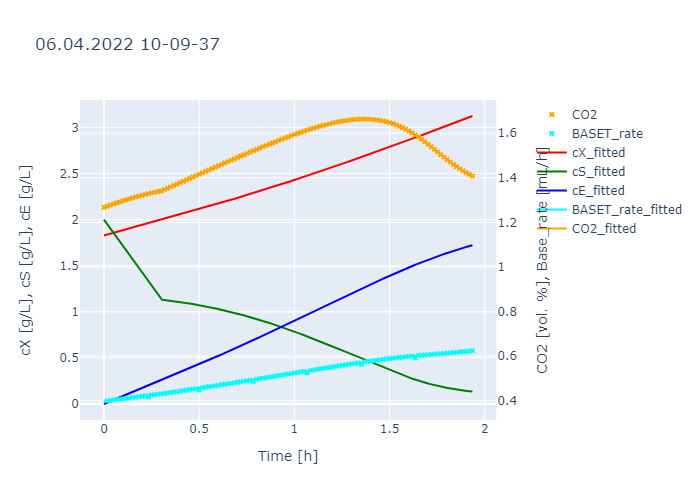 06.04.2022 10-09-37
cX [g/L], cS [g/L], cE [g/L]
3
2.5
2
1.5
1
0.5
0
0
0.5
1
1.5
2
Time [h]
1.6
1.4
1.2
1
0.8
0.6
0.4
CO2 [vol. %], Base_rate [mL/h]
CO2
BASET_rate
cX_fitted
cS_fitted
cE_fitted
BASET_rate_fitted
CO2_fitted